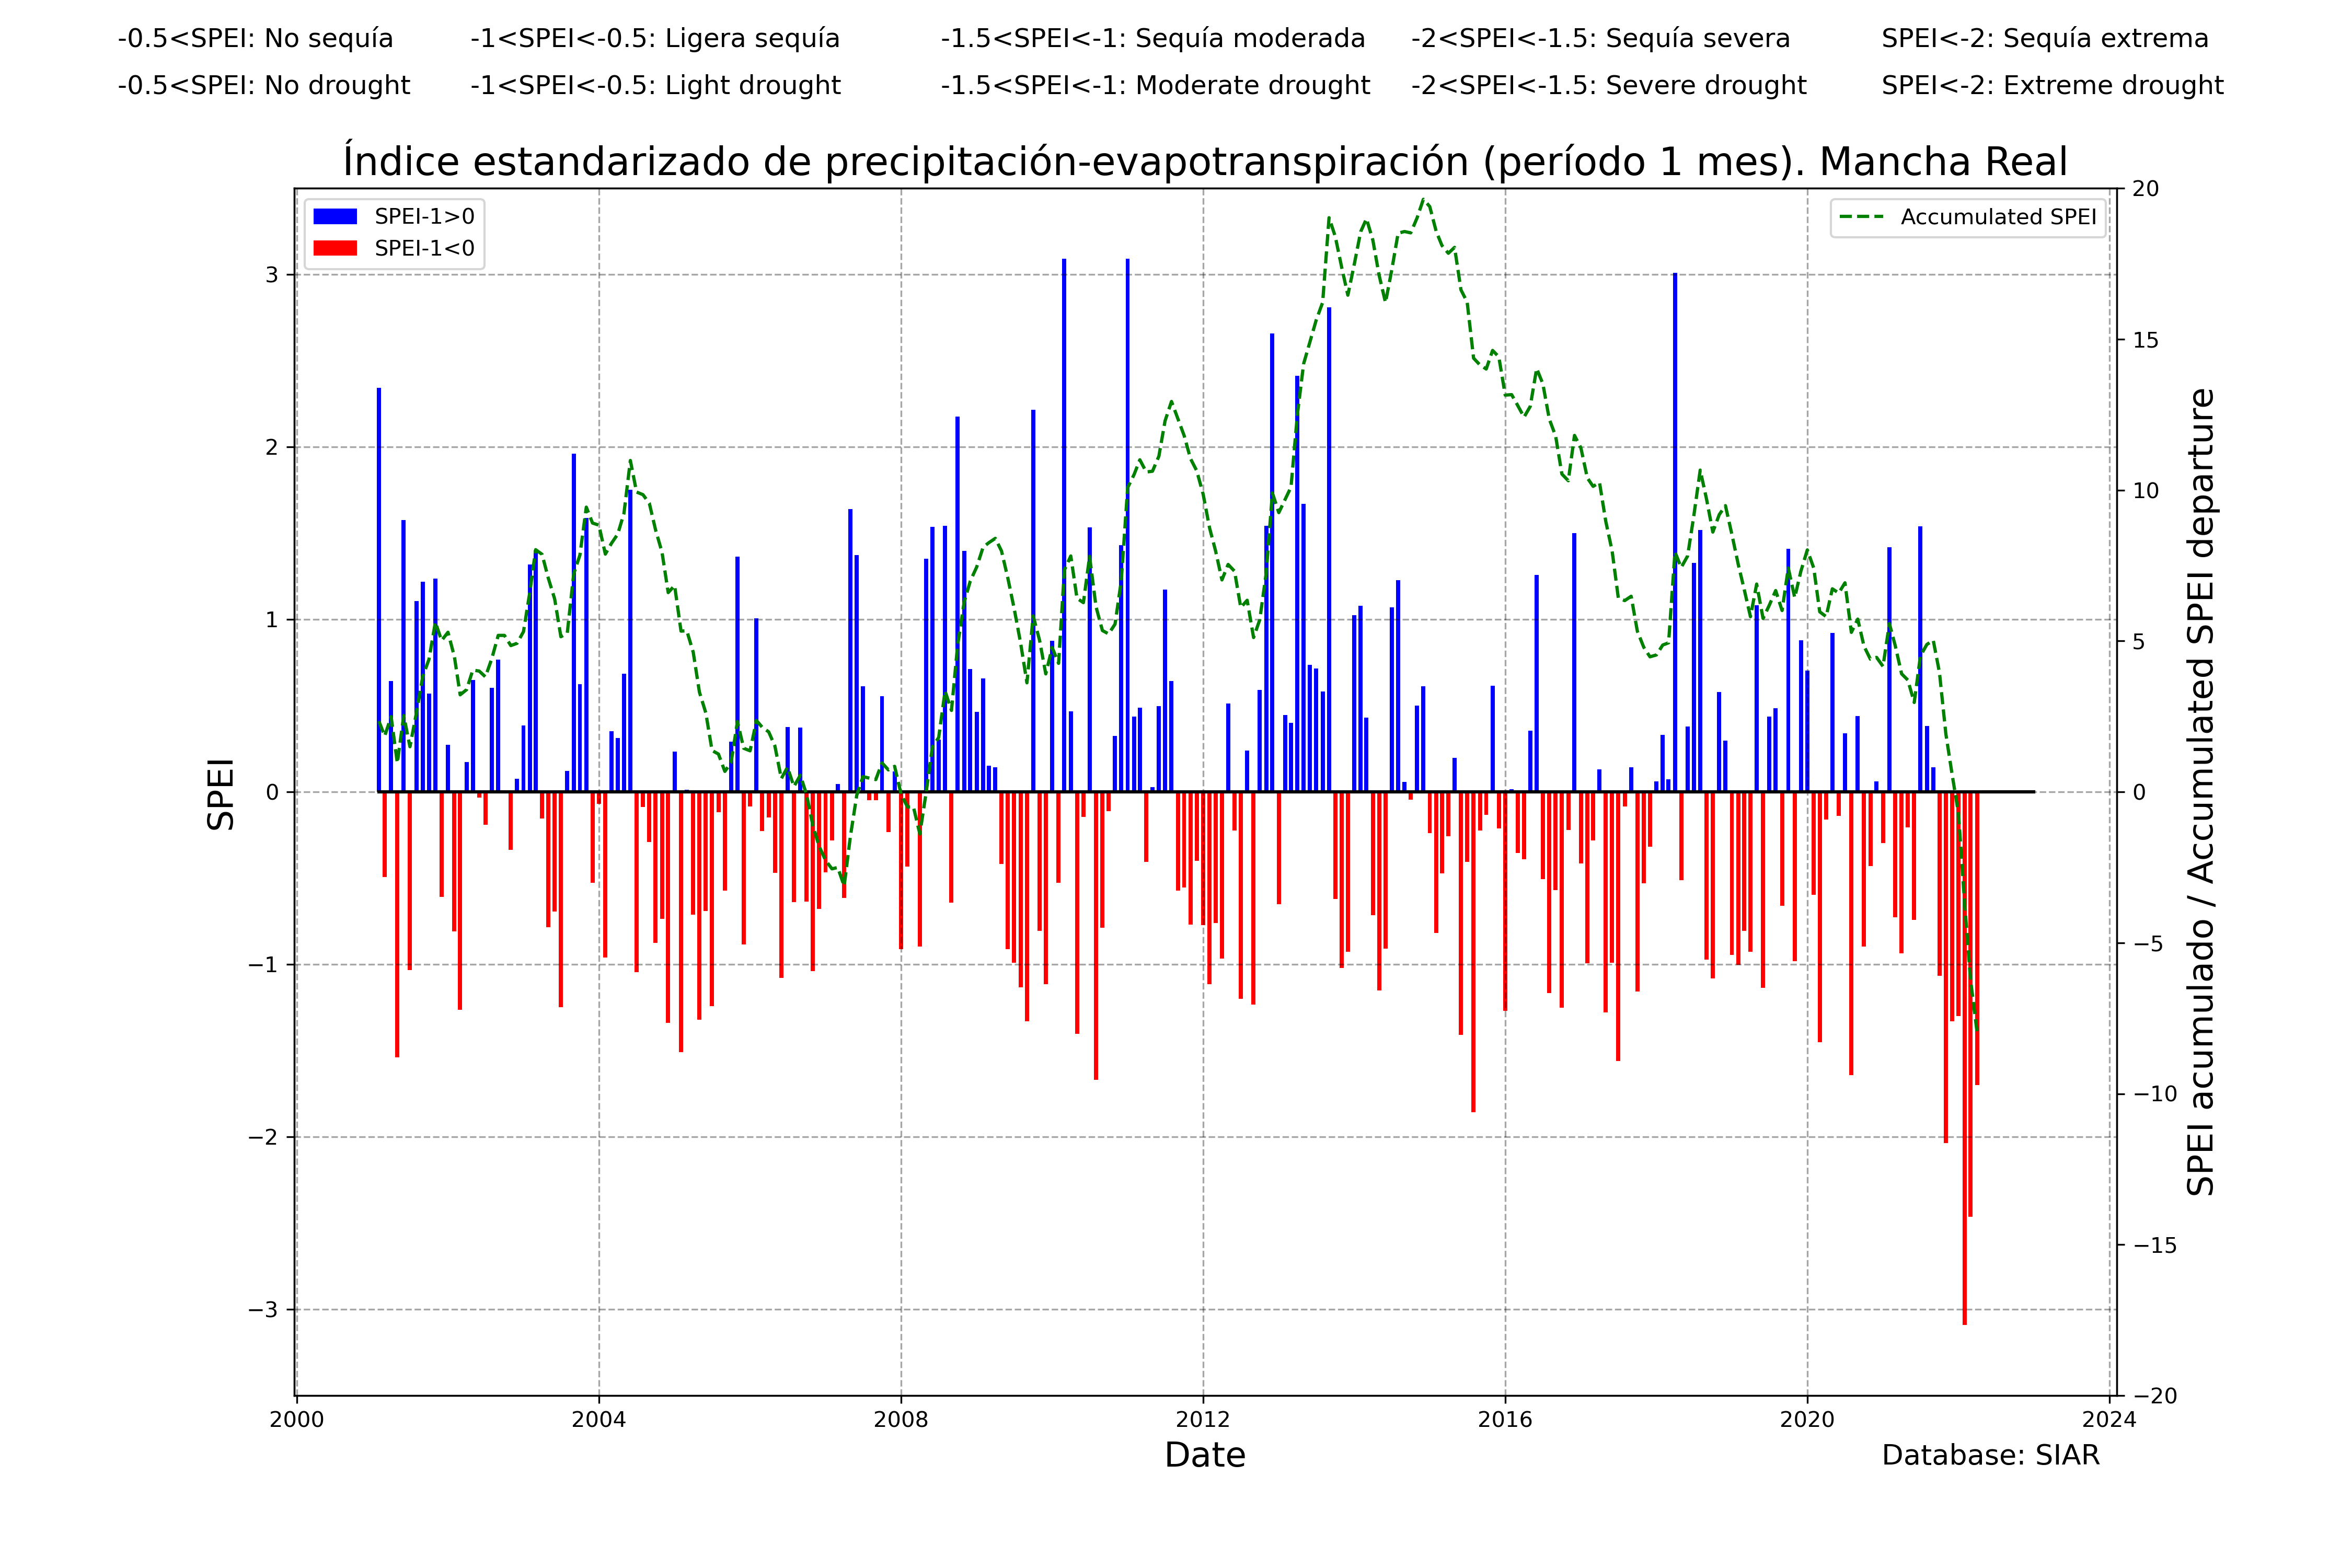 -0.5<SPEI: No sequía -1<SPEI<-0.5: Ligera sequía -1.5<SPEI<-1: Sequía moderada -2<SPEI<-1.5: Sequía severa SPEI<-2: Sequía extrema
-0.5<SPEI: No drought -1<SPEI<-0.5: Light drought -1.5<SPEI<-1: Moderate drought -2<SPEI<-1.5: Severe drought SPEI<-2: Extreme drought
Índice estandarizado de precipitación-evapotranspiración (período 1 mes). Mancha Real
SPEI-1>0
SPEI-1<0
Accumulated SPEI
SPEI
3
2
1
0
−1
−2
−3
20
15
10
5
0
−5
−10
−15
−20
SPEI acumulado / Accumulated SPEI departure
2000 2004 2008 2012 2016 2020 2024
Date
Database: SIAR